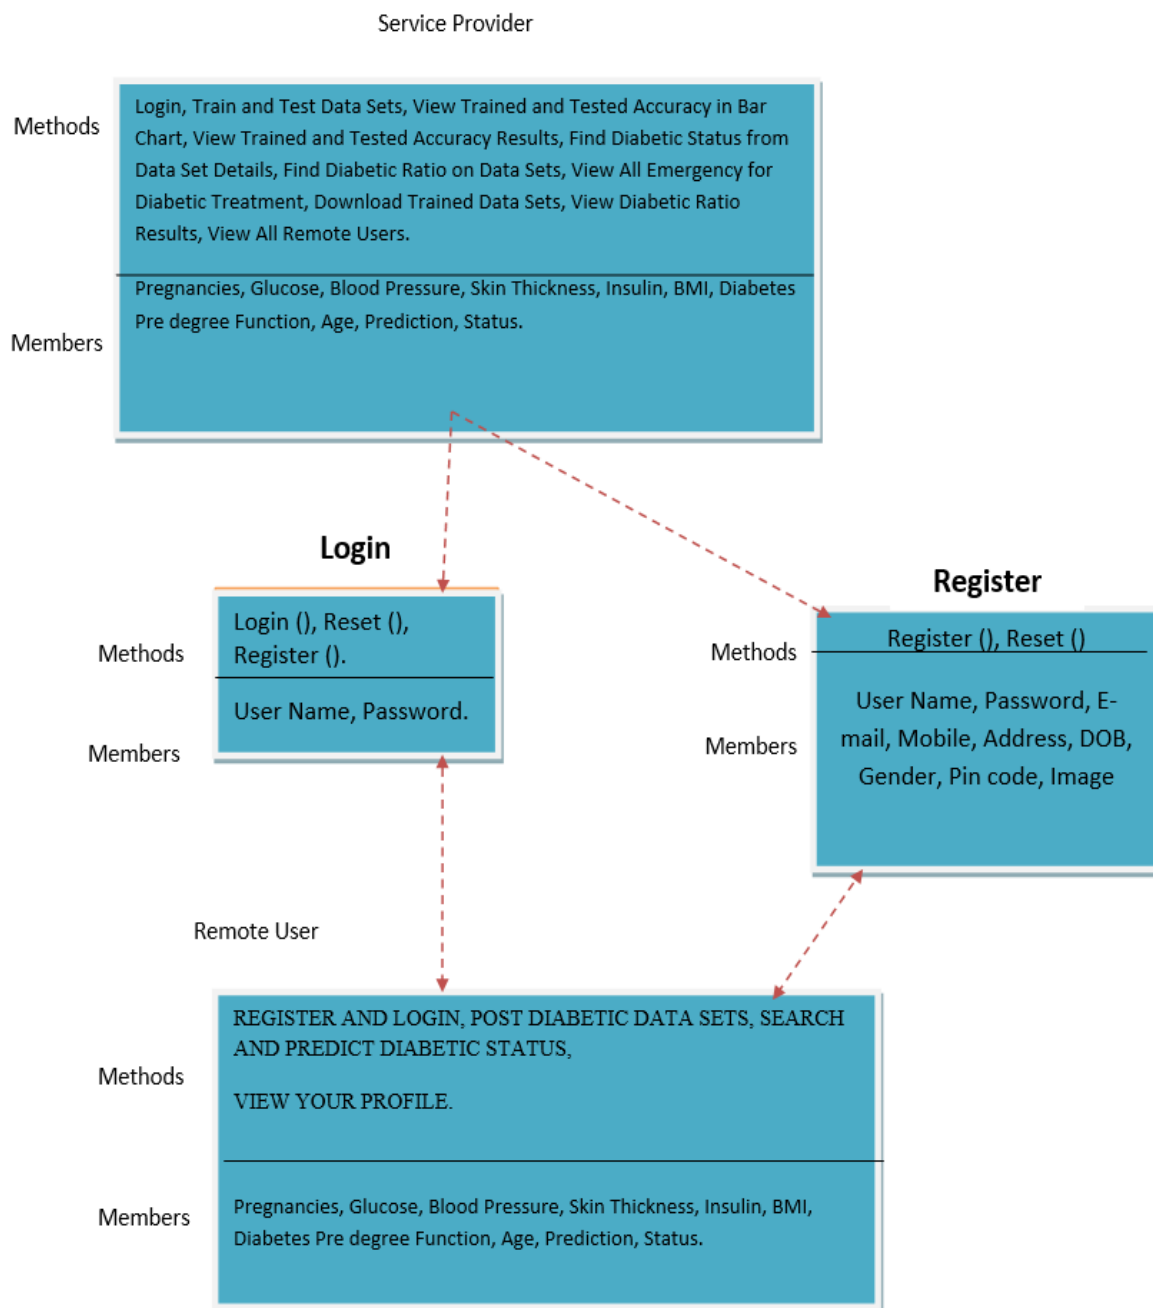 Service Provider
Methods
Login, Train and Test Data Sets, View Trained and Tested Accuracy in Bar
Chart, View Trained and Tested Accuracy Results, Find Diabetic Status from
Data Set Details, Find Diabetic Ratio on Data Sets, View All Emergency for
Diabetic Treatment, Download Trained Data Sets, View Diabetic Ratio
Results, View All Remote Users.
Members
Pregnancies, Glucose, Blood Pressure, Skin Thickness, Insulin, BMI, Diabetes
Pre degree Function, Age, Prediction, Status.
Login
Methods
Login (), Reset (),
Register ().
Members
User Name, Password.
Register
Methods
Register (), Reset ()
Members
User Name, Password, E-
mail, Mobile, Address, DOB,
Gender, Pin code, Image
Remote User
Methods
REGISTER AND LOGIN, POST DIABETIC DATA SETS, SEARCH
AND PREDICT DIABETIC STATUS,
VIEW YOUR PROFILE.
Members
Pregnancies, Glucose, Blood Pressure, Skin Thickness, Insulin, BMI,
Diabetes Pre degree Function, Age, Prediction, Status.